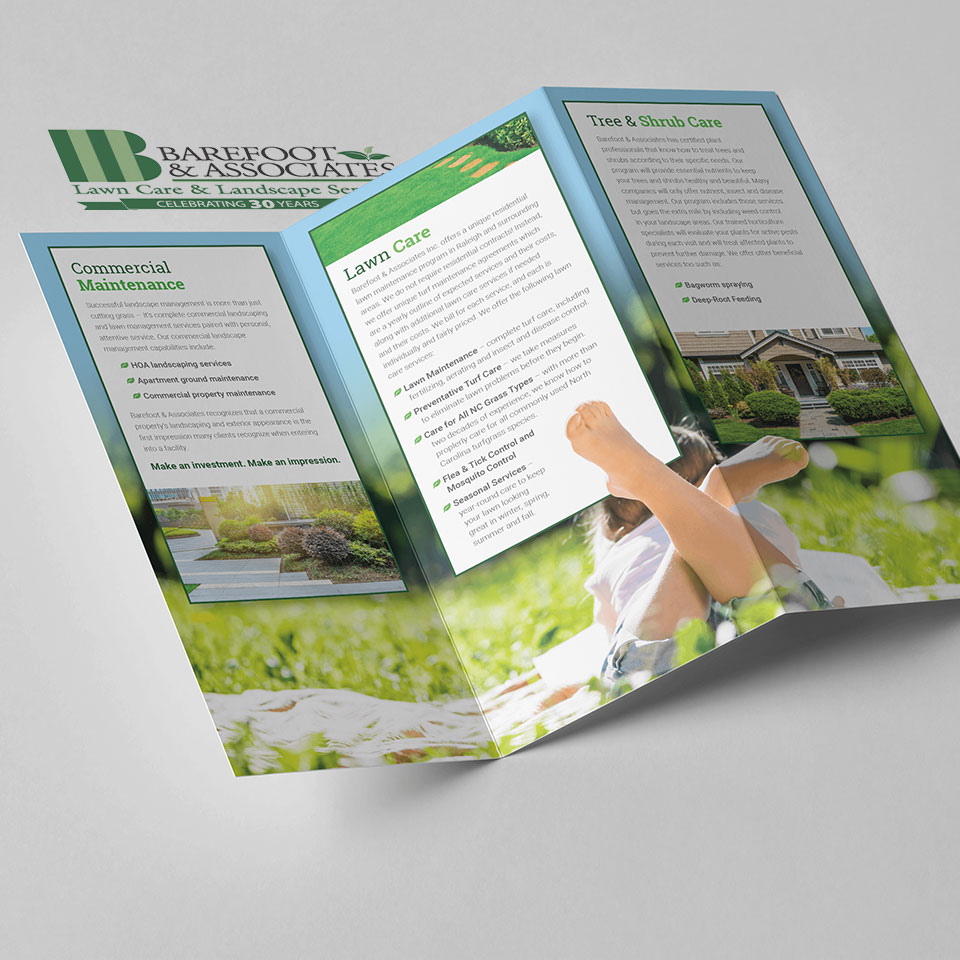 BAREFOOT
& ASSOCIATES
Lawn Care & Landscape
CELEBRATING 30 YEARS
Commercial
Maintenance
Successful landscape management is more than just
cutting grass – it's complete commercial landscaping
and lawn management services paired with personal,
attentive service. Our commercial landscape
management capabilities include:
HOA landscaping services
Apartment ground maintenance
Commercial property maintenance
Barefoot & Associates recognizes that a commercial
property's landscaping and exterior appearance is the
first impression many clients recognize when entering
into a facility.
Make an investment. Make an impression.
Lawn Care
Barefoot & Associates Inc. offers a unique residential
lawn maintenance program in Raleigh and surrounding
areas. We do not require residential contracts! Instead,
we offer unique turf maintenance agreements which
are a yearly outline of expected services and their costs,
along with additional lawn care services if needed
and their costs. We bill for each service, and each is
individually and fairly priced. We offer the following lawn
care services:
Lawn Maintenance – complete turf care, including
fertilizing, aerating and insect and disease control.
Preventative Turf Care – we take measures
to eliminate lawn problems before they begin.
Care for All NC Grass Types – with more than
two decades of experience, we know how to
properly care for all commonly used North
Carolina turfgrass species.
Flea & Tick Control and
Mosquito Control
Seasonal Services –
year-round care to keep
your lawn looking
great in winter, spring,
summer and fall.
Tree & Shrub Care
Barefoot & Associates has certified plant
professionals that know how to treat trees and
shrubs according to their specific needs. Our
program will provide essential nutrients to keep
your trees and shrubs healthy and beautiful. Many
companies will only offer nutrient, insect and disease
management. Our program includes those services
but goes the extra mile by including weed control
in your landscape areas. Our trained horticulture
specialists will evaluate your plants for active pests
during each visit and will treat affected plants to
prevent further damage. We offer other beneficial
services too such as:
Bagworm spraying
Deep-Root Feeding